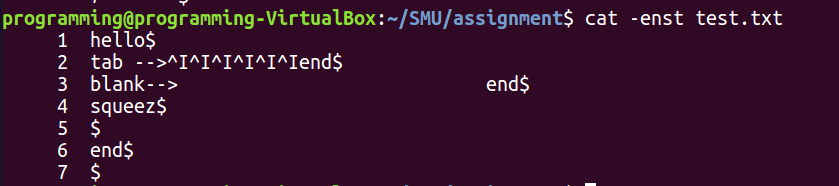 programming@programming-VirtualBox:~/SMU/assignment$ cat -enst test.txt
     1  hello$
     2  tab -->^I^I^I^I^I^Iend$
     3  blank-->                            end$
     4  squeez$
     5  $
     6  end$
     7  $